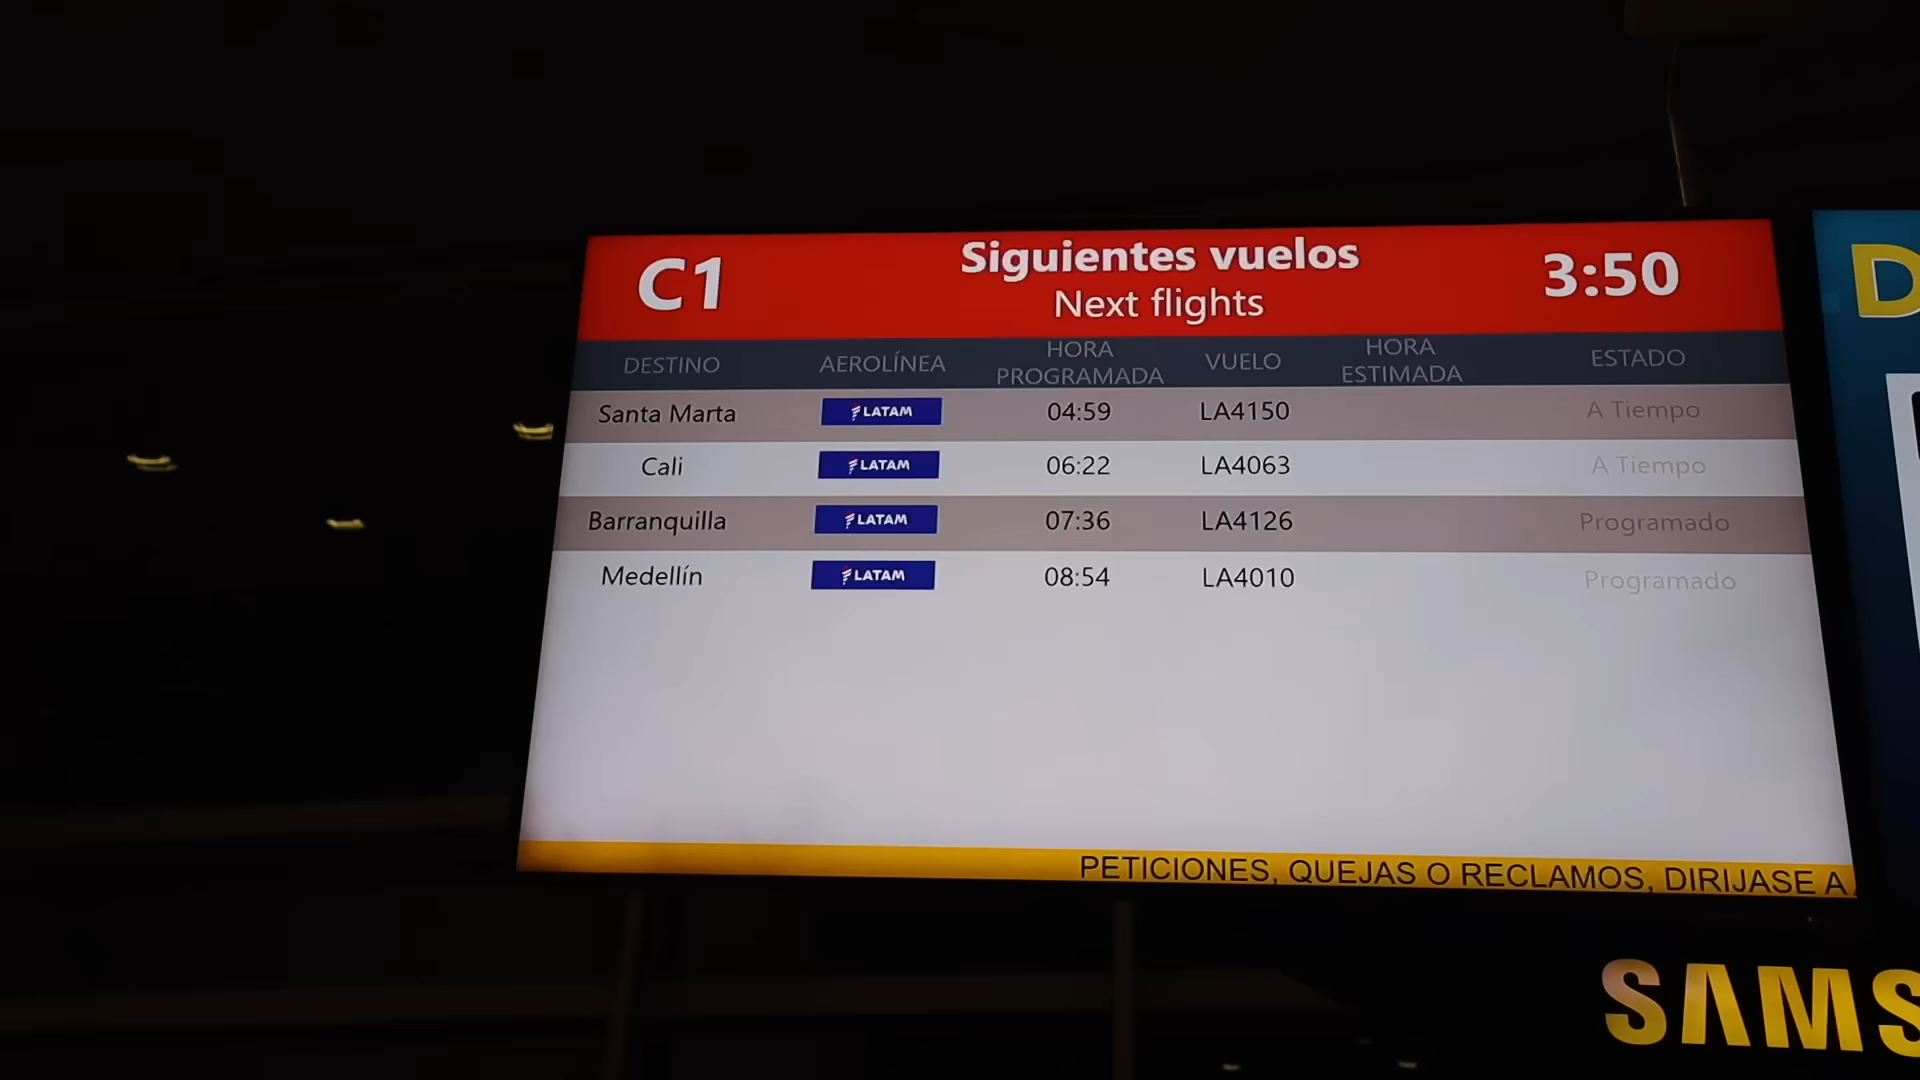 C1
Siguientes vuelos
Next flights
3:50
DESTINO AEROLÍNEA HORA PROGRAMADA VUELO HORA ESTIMADA ESTADO
Santa Marta LATAM 04:59 LA4150 A Tiempo
Cali LATAM 06:22 LA4063 A Tiempo
Barranquilla LATAM 07:36 LA4126 Programado
Medellín LATAM 08:54 LA4010 Programado
PETICIONES, QUEJAS O RECLAMOS, DIRIJASE A
D
SAMS